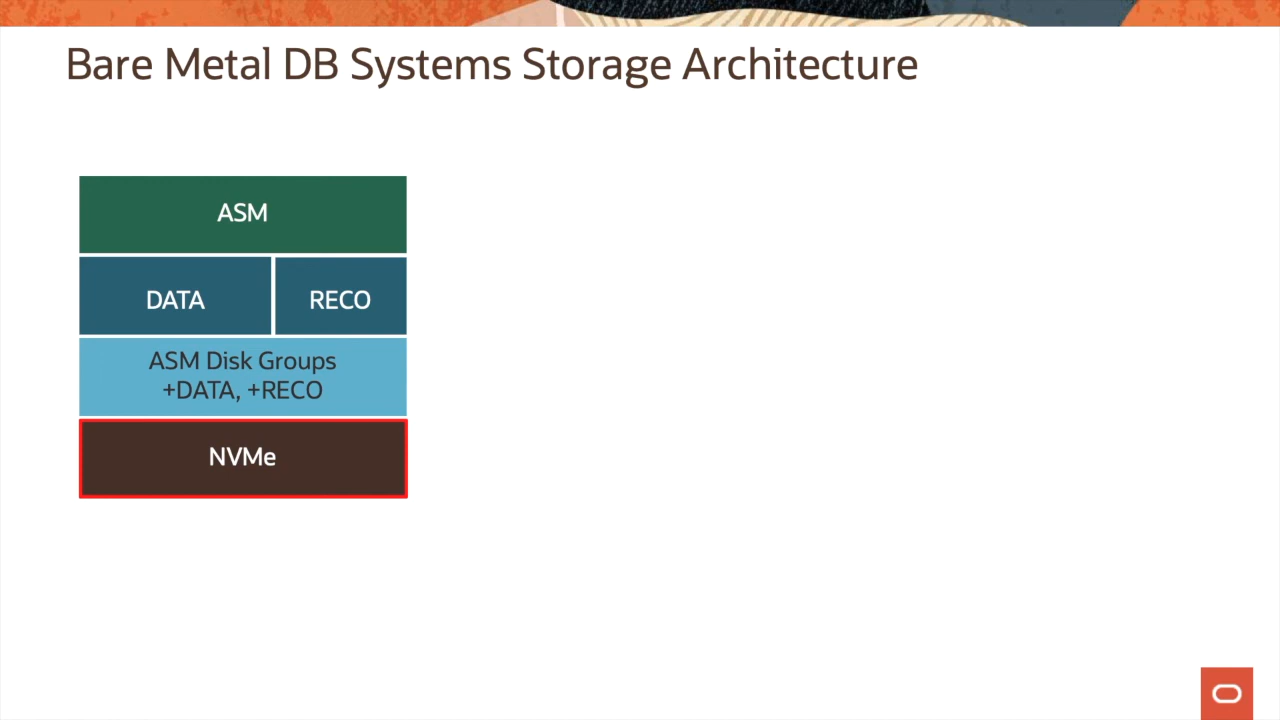 Bare Metal DB Systems Storage Architecture
ASM
DATA
RECO
ASM Disk Groups
+DATA, +RECO
NVMe